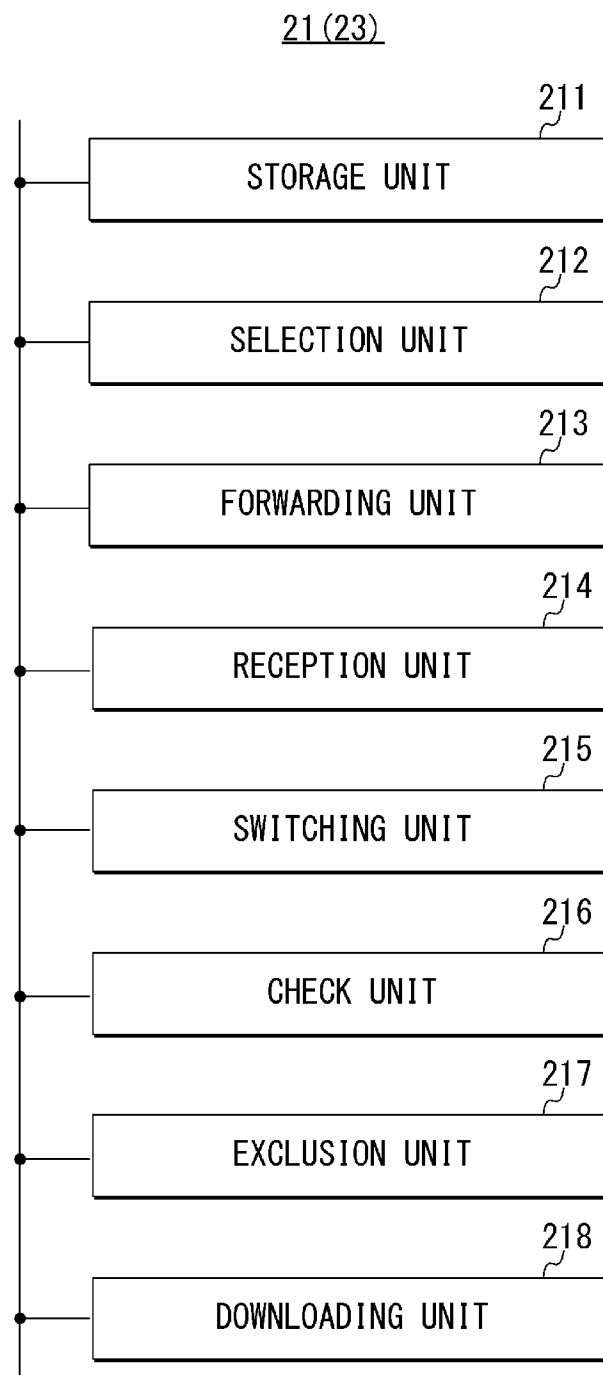 21(23)
211
STORAGE UNIT
212
SELECTION UNIT
213
FORWARDING UNIT
214
RECEPTION UNIT
215
SWITCHING UNIT
216
CHECK UNIT
217
EXCLUSION UNIT
218
DOWNLOADING UNIT